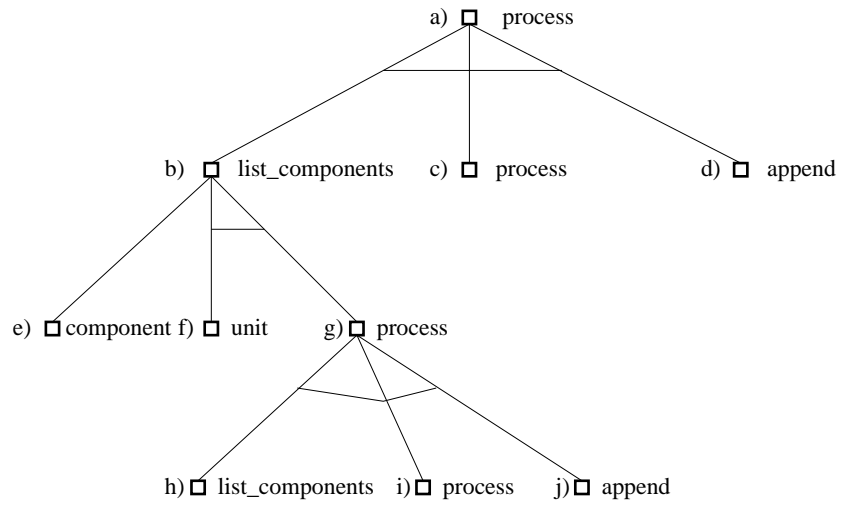 a) process
b) list_components c) process d) append
e) component f) unit g) process
h) list_components i) process j) append